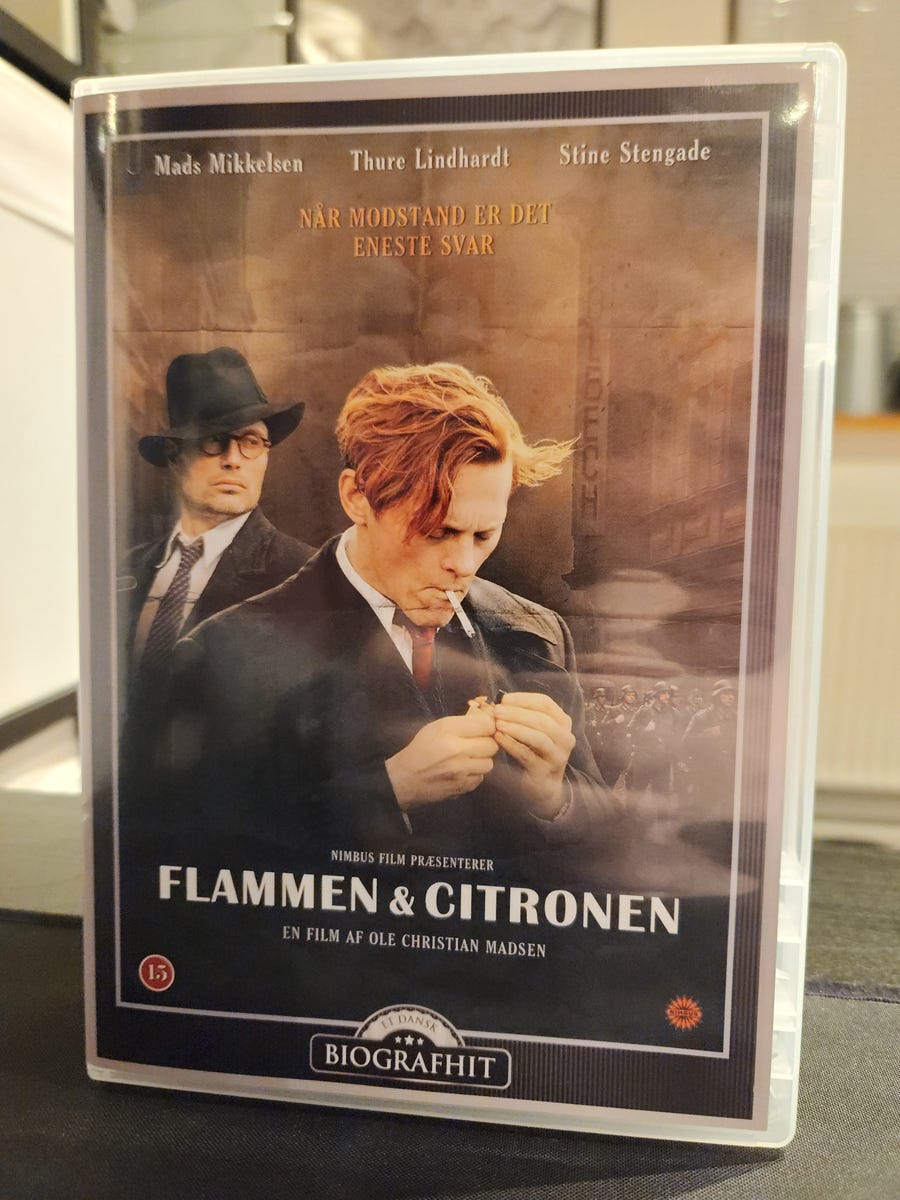 Mads Mikkelsen Thure Lindhardt Stine Stengade
NÅR MODSTAND ER DET
ENESTE SVAR
NIMBUS FILM PRÆSENTERER
FLAMMEN & CITRONEN
EN FILM AF OLE CHRISTIAN MADSEN
15
NIMBUS
ET DANSK
BIOGRAFHIT